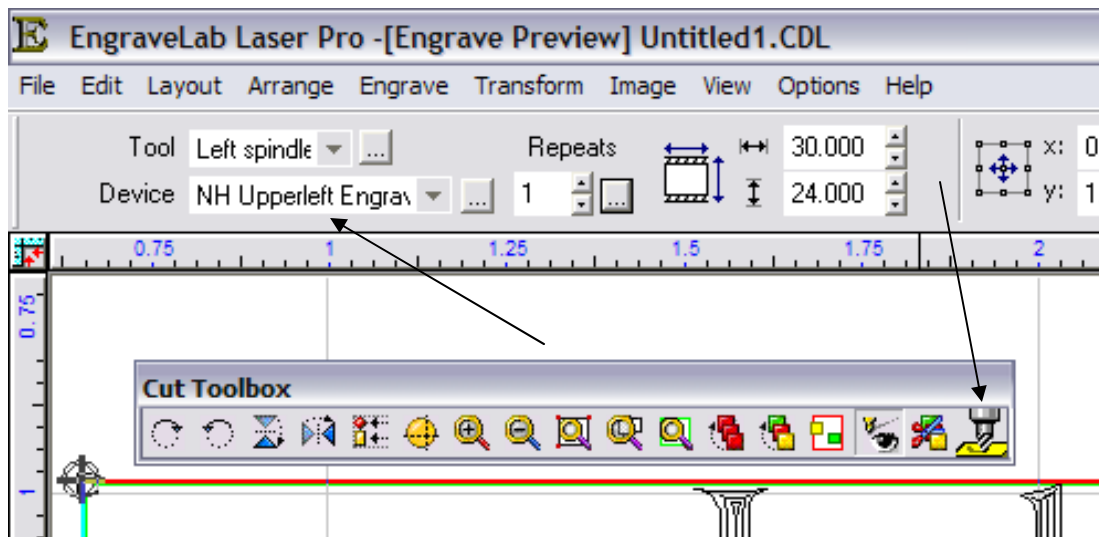 E EngraveLab Laser Pro -[Engrave Preview] Untitled1.CDL
File Edit Layout Arrange Engrave Transform Image View Options Help
Tool Left spindle ... Repeats 30.000 x: 0
Device NH Upperleft Engrav ... 1 ... 24.000 y: 1
0.75 1 1.25 1.5 1.75 2
0.75
Cut Toolbox
1